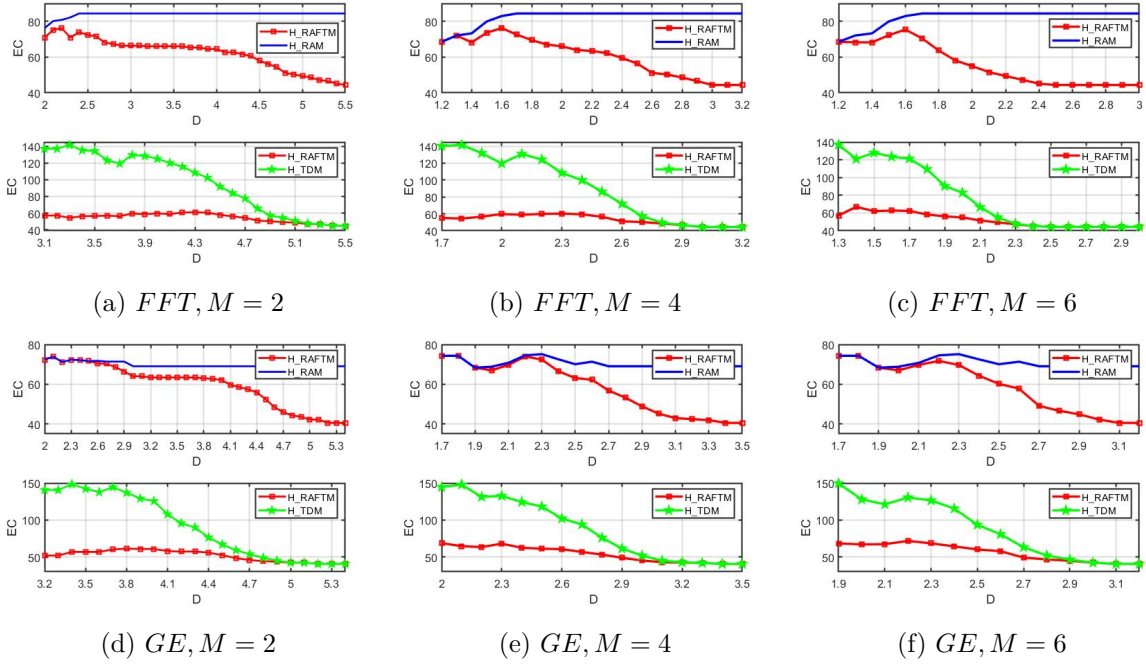 80
60
40
EC
H_RAFTM
H_RAM
2 2.5 3 3.5 4 4.5 5 5.5
D
140
120
100
80
60
40
EC
H_RAFTM
H_TDM
3.1 3.5 3.9 4.3 4.7 5.1 5.5
D
(a) FFT, M = 2
80
60
40
EC
H_RAFTM
H_RAM
1.2 1.4 1.6 1.8 2 2.2 2.4 2.6 2.8 3 3.2
D
140
120
100
80
60
40
EC
H_RAFTM
H_TDM
1.7 2 2.3 2.6 2.9 3.2
D
(b) FFT, M = 4
80
60
40
EC
H_RAFTM
H_RAM
1.2 1.4 1.6 1.8 2 2.2 2.4 2.6 2.8 3
D
140
120
100
80
60
40
EC
H_RAFTM
H_TDM
1.3 1.5 1.7 1.9 2.1 2.3 2.5 2.7 2.9
D
(c) FFT, M = 6
80
60
40
EC
H_RAFTM
H_RAM
2 2.3 2.6 2.9 3.2 3.5 3.8 4.1 4.4 4.7 5 5.3
D
150
100
50
EC
H_RAFTM
H_TDM
3.2 3.5 3.8 4.1 4.4 4.7 5 5.3
D
(d) GE, M = 2
80
60
40
EC
H_RAFTM
H_RAM
1.7 1.9 2.1 2.3 2.5 2.7 2.9 3.1 3.3 3.5
D
150
100
50
EC
H_RAFTM
H_TDM
2 2.3 2.6 2.9 3.2 3.5
D
(e) GE, M = 4
80
60
40
EC
H_RAFTM
H_RAM
1.7 1.9 2.1 2.3 2.5 2.7 2.9 3.1
D
150
100
50
EC
H_RAFTM
H_TDM
1.9 2.1 2.3 2.5 2.7 2.9 3.1
D
(f) GE, M = 6